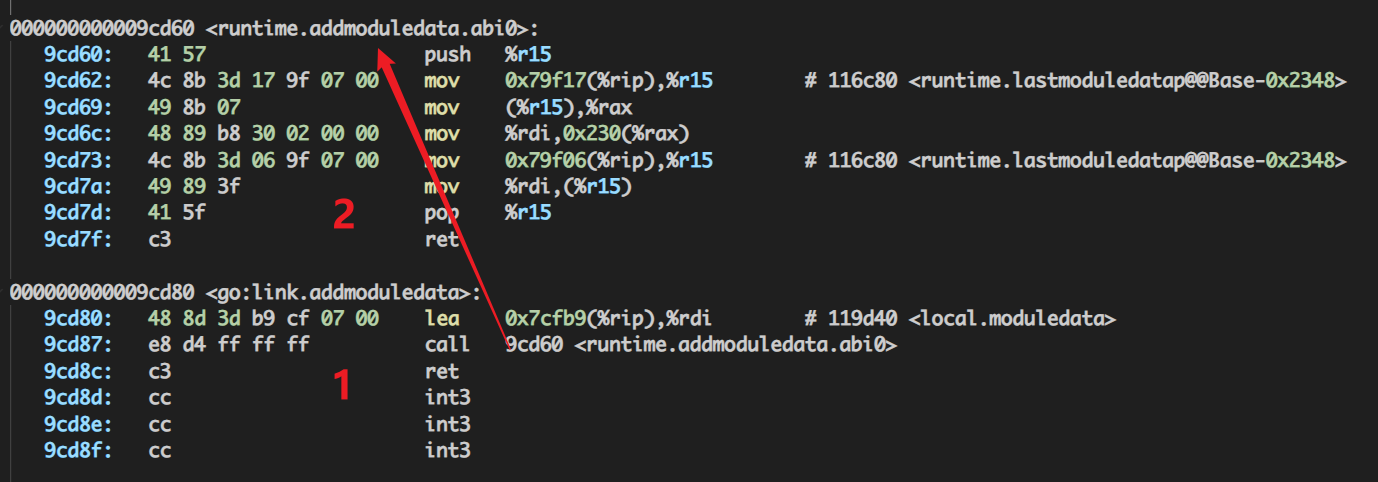 000000000009cd60 <runtime.addmoduledata.abi0>:
9cd60: 41 57 push %r15
9cd62: 4c 8b 3d 17 9f 07 00 mov 0x79f17(%rip),%r15 # 116c80 <runtime.lastmoduledatap@@Base-0x2348>
9cd69: 49 8b 07 mov (%r15),%rax
9cd6c: 48 89 b8 30 02 00 00 mov %rdi,0x230(%rax)
9cd73: 4c 8b 3d 06 9f 07 00 mov 0x79f06(%rip),%r15 # 116c80 <runtime.lastmoduledatap@@Base-0x2348>
9cd7a: 49 89 3f mov %rdi,(%r15)
9cd7d: 41 5f pop %r15
2
9cd7f: c3 ret
000000000009cd80 <go:link.addmoduledata>:
9cd80: 48 8d 3d b9 cf 07 00 lea 0x7cfb9(%rip),%rdi # 119d40 <local.moduledata>
9cd87: e8 d4 ff ff ff call 9cd60 <runtime.addmoduledata.abi0>
9cd8c: c3 ret
1
9cd8d: cc int3
9cd8e: cc int3
9cd8f: cc int3